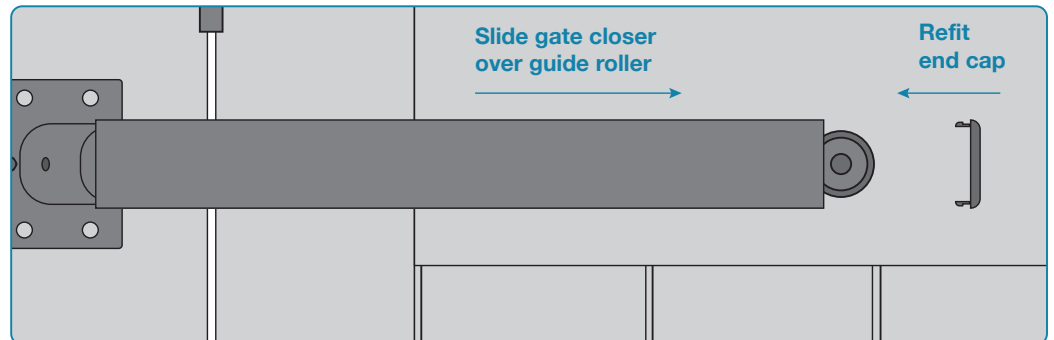 Slide gate closer
over guide roller
Refit
end cap